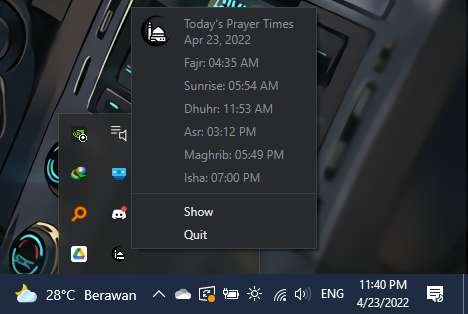 Today's Prayer Times
Apr 23, 2022
Fajr: 04:35 AM
Sunrise: 05:54 AM
Dhuhr: 11:53 AM
Asr: 03:12 PM
Maghrib: 05:49 PM
Isha: 07:00 PM
Show
Quit
28°C Berawan
ENG
11:40 PM
4/23/2022